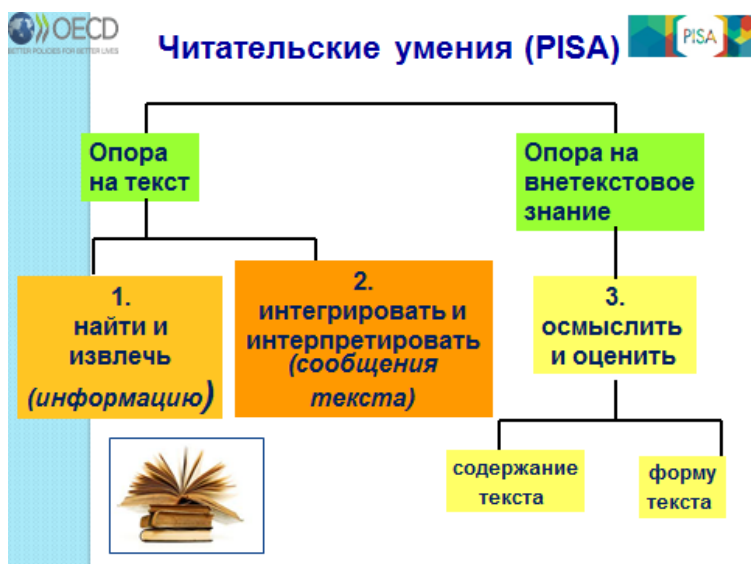 OECD
BETTER POLICIES FOR BETTER LIVES
Читательские умения (PISA)
PISA
Опора
на текст
Опора на
внетекстовое
знание
1.
найти и
извлечь
(информацию)
2.
интегрировать и
интерпретировать
(сообщения
текста)
3.
осмыслить
и оценить
содержание
текста
форму
текста